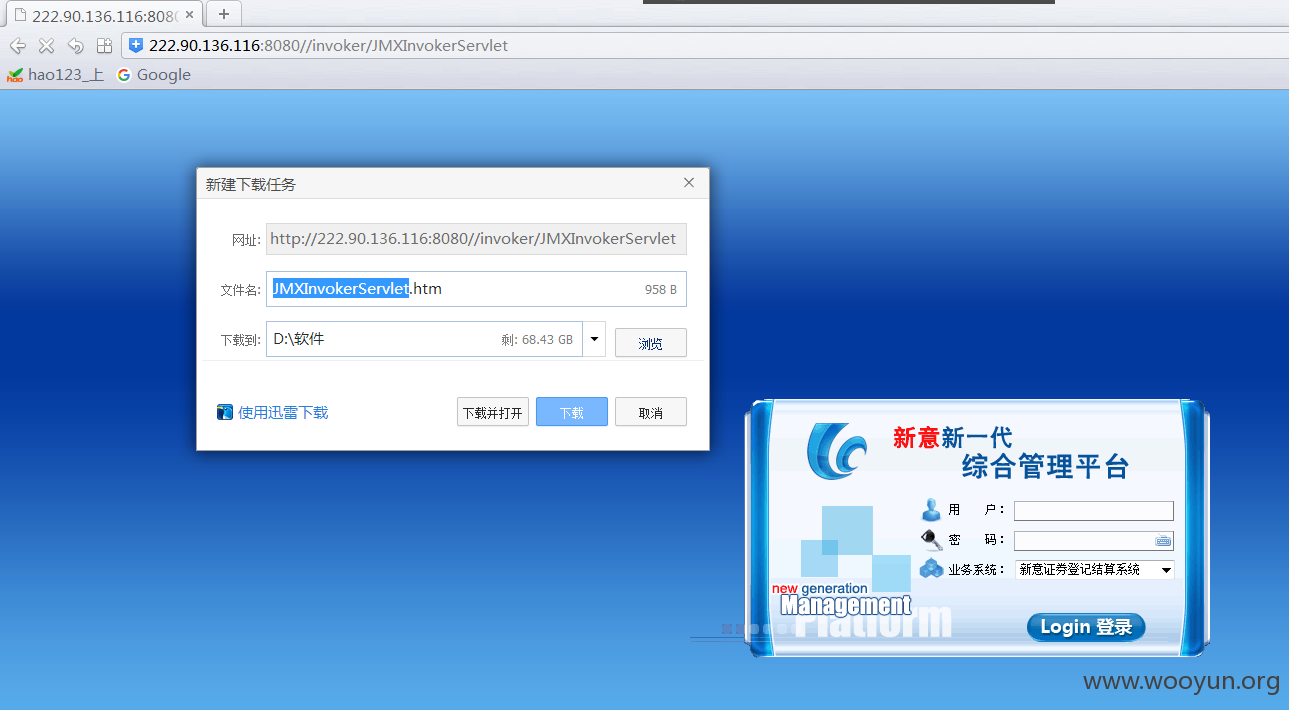 222.90.136.116:808
222.90.136.116:8080//invoker/JMXInvokerServlet
hao123_上 Google
新建下载任务
网址: http://222.90.136.116:8080//invoker/JMXInvokerServlet
文件名: JMXInvokerServlet.htm 958 B
下载到: D:\软件 剩: 68.43 GB 浏览
使用迅雷下载 下载并打开 下载 取消
新意新一代
综合管理平台
用 户：
密 码：
业务系统： 新意证券登记结算系统
new generation
Management
Platform
Login 登录
www.wooyun.org